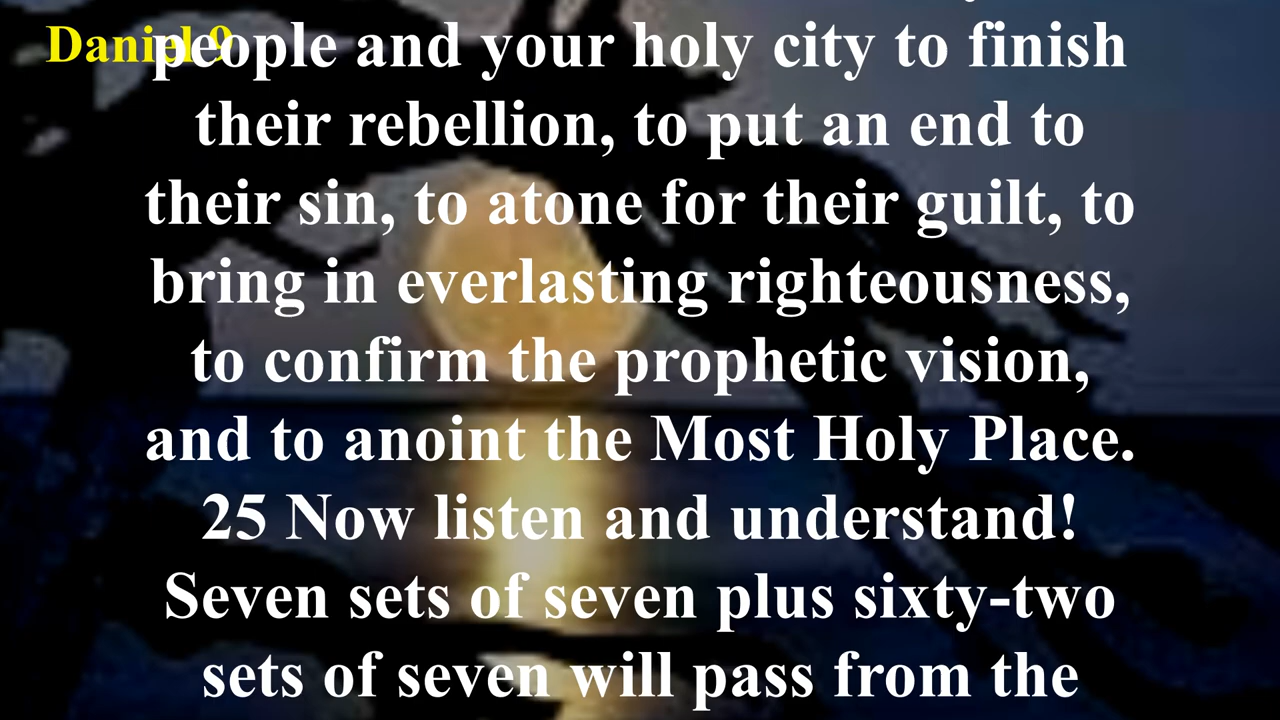 Daniel 9
people and your holy city to finish
their rebellion, to put an end to
their sin, to atone for their guilt, to
bring in everlasting righteousness,
to confirm the prophetic vision,
and to anoint the Most Holy Place.
25 Now listen and understand!
Seven sets of seven plus sixty-two
sets of seven will pass from the